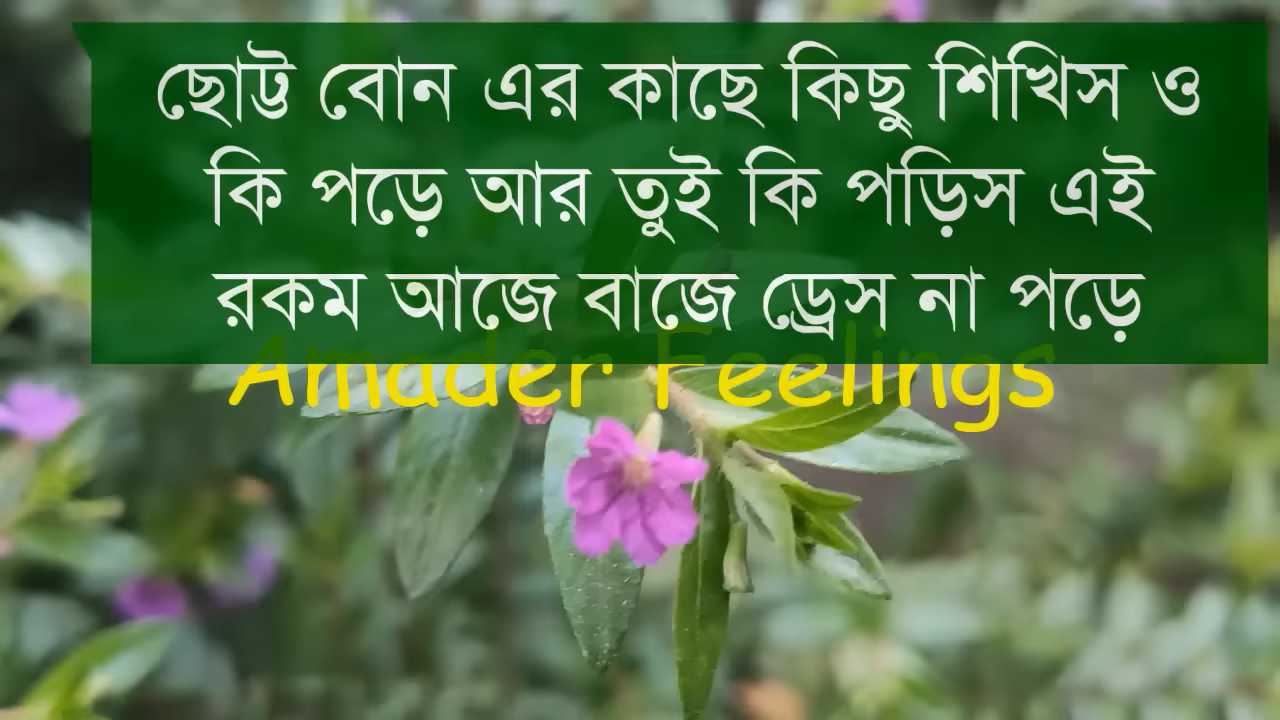 ছোট্ট বোন এর কাছে কিছু শিখিস ও
কি পড়ে আর তুই কি পড়িস এই
রকম আজে বাজে ড্রেস না পড়ে
Amader Feelings